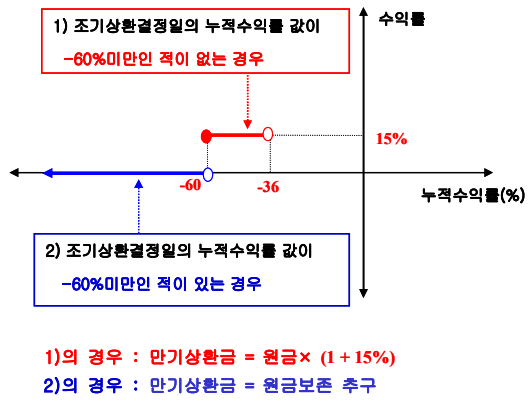 1) 조기상환결정일의 누적수익률 값이
-60%미만인 적이 없는 경우
수익률
15%
-60
-36
누적수익률(%)
2) 조기상환결정일의 누적수익률 값이
-60%미만인 적이 있는 경우
1)의 경우 : 만기상환금 = 원금× (1 + 15%)
2)의 경우 : 만기상환금 = 원금보존 추구